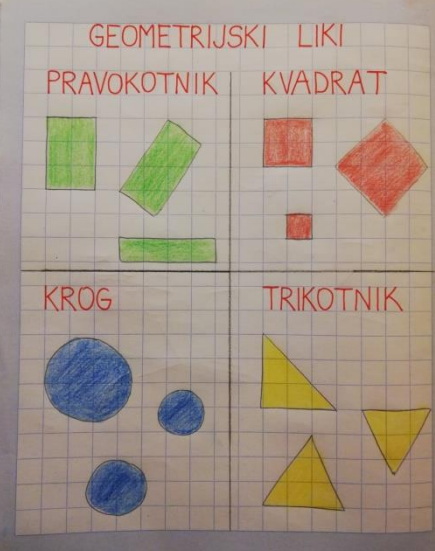 GEOMETRIJSKI LIKI
PRAVOKOTNIK
KVADRAT
KROG
TRIKOTNIK